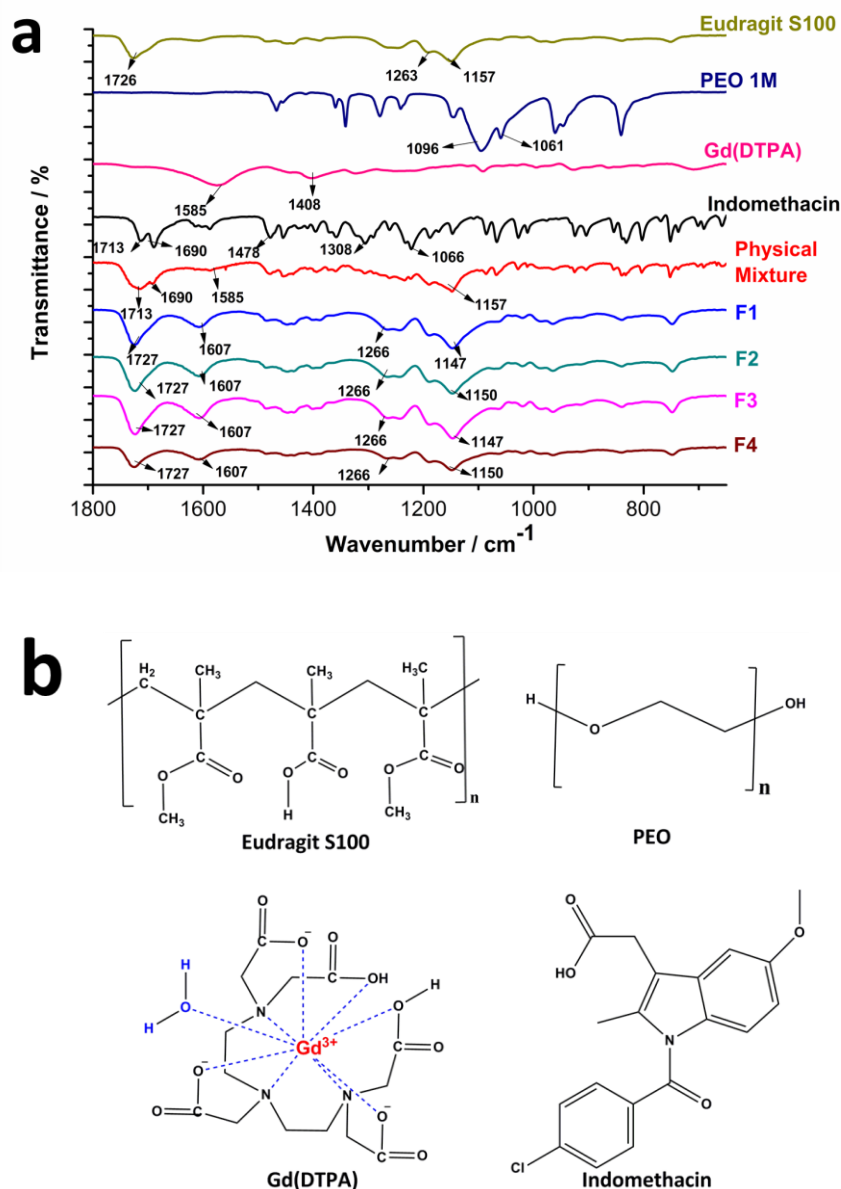 a
Eudragit S100
1726
1263
1157
PEO 1M
1096
1061
Gd(DTPA)
1585
1408
Indomethacin
1713
1690
1478
1308
1066
Physical
Mixture
1713
1690
1585
1157
F1
1727
1607
1266
1147
F2
1727
1607
1266
1150
F3
1727
1607
1266
1147
F4
1727
1607
1266
1150
Transmittance / %
1800 1600 1400 1200 1000 800
Wavenumber / cm⁻¹
b
H₂
C
CH₃
CH₃
H₃C
C
C
C
C
C
C
O
O
O
O
O
O
CH₃
H
CH₃
n
Eudragit S100
H
O
OH
n
PEO
O
C
O⁻
O
C
OH
H
O
H
N
O
H
C
O
Gd³⁺
O⁻
O
C
N
N
O⁻
O
C
Gd(DTPA)
O
HO
O
N
O
Cl
Indomethacin